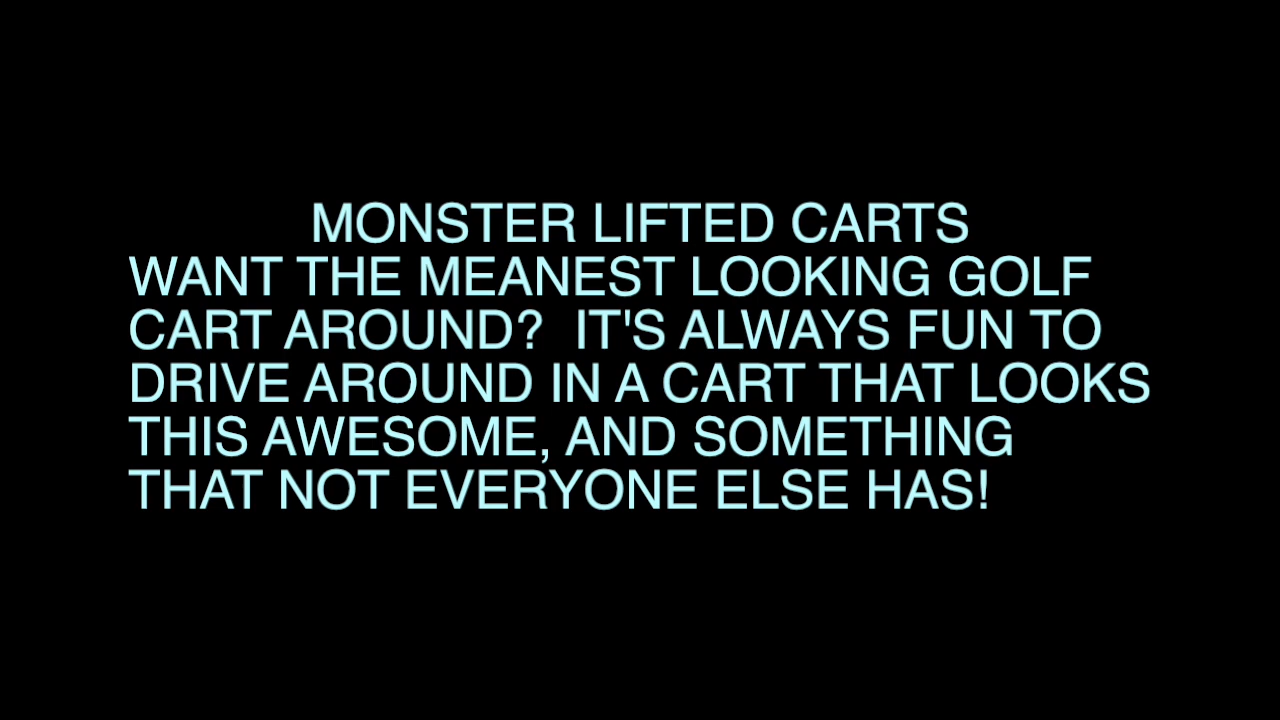 MONSTER LIFTED CARTS
WANT THE MEANEST LOOKING GOLF
CART AROUND?  IT'S ALWAYS FUN TO
DRIVE AROUND IN A CART THAT LOOKS
THIS AWESOME, AND SOMETHING
THAT NOT EVERYONE ELSE HAS!